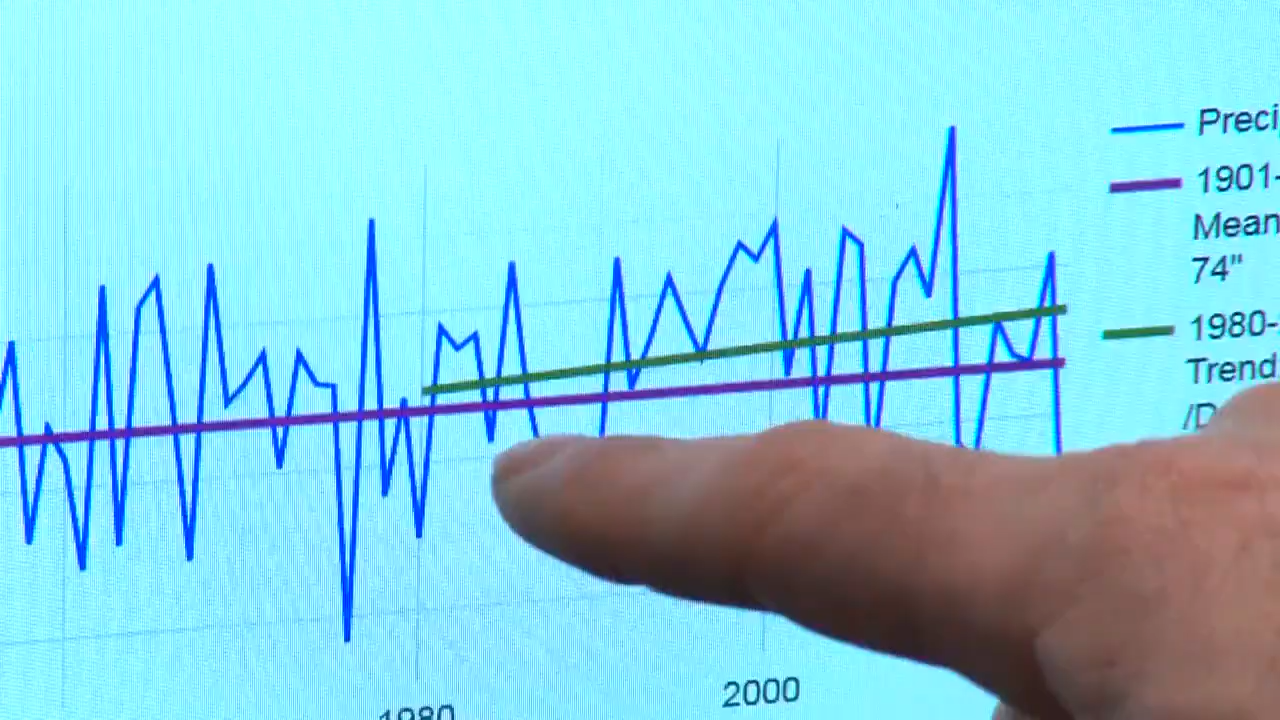 Preci
1901-
Mean
74"
1980-
Trend
/D
1980
2000